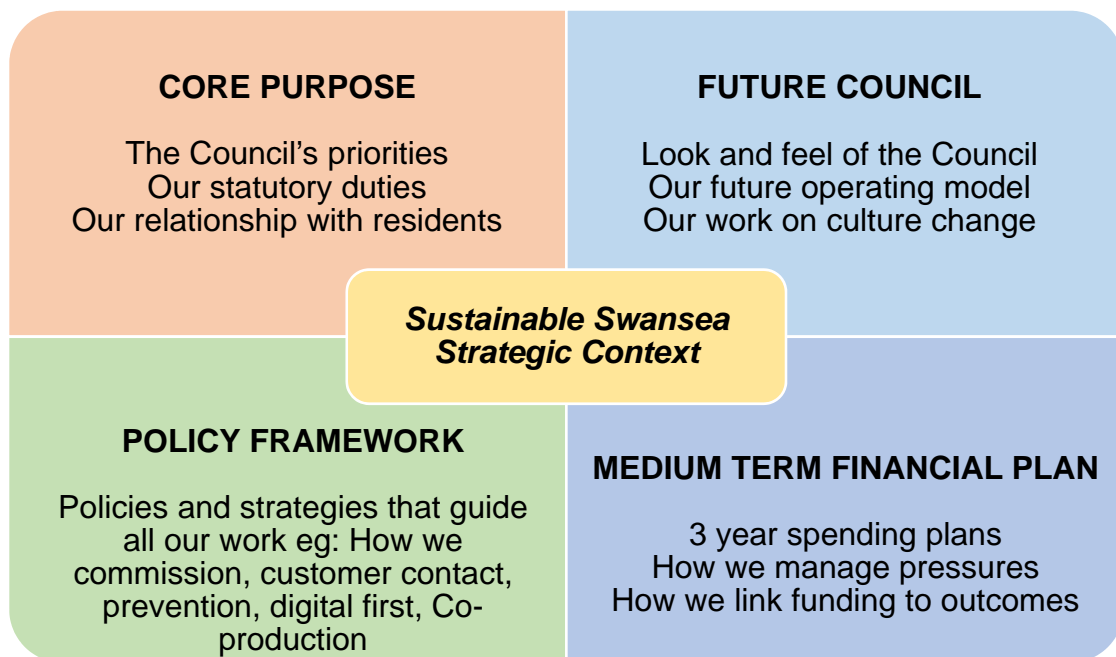 CORE PURPOSE
The Council's priorities
Our statutory duties
Our relationship with residents
FUTURE COUNCIL
Look and feel of the Council
Our future operating model
Our work on culture change
Sustainable Swansea
Strategic Context
POLICY FRAMEWORK
Policies and strategies that guide
all our work eg: How we
commission, customer contact,
prevention, digital first, Co-
production
MEDIUM TERM FINANCIAL PLAN
3 year spending plans
How we manage pressures
How we link funding to outcomes